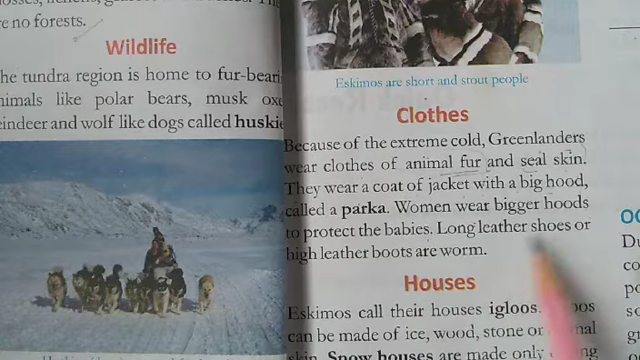 no forests.
Wildlife
he tundra region is home to fur-bear
nimals like polar bears, musk ox
eindeer and wolf like dogs called huskie
Eskimos are short and stout people
Clothes
Because of the extreme cold, Greenlanders
wear clothes of animal fur and seal skin.
They wear a coat of jacket with a big hood,
called a parka. Women wear bigger hoods
to protect the babies. Long leather shoes or
high leather boots are worm.
Houses
Eskimos call their houses igloos.
can be made of ice, wood, stone or
skin. Snow houses are made only